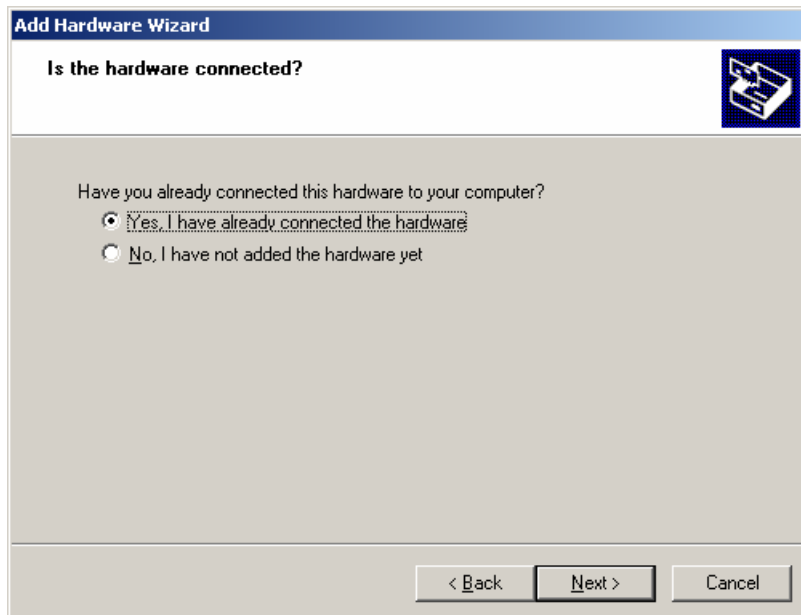 Add Hardware Wizard
Is the hardware connected?
Have you already connected this hardware to your computer?
Yes, I have already connected the hardware
No, I have not added the hardware yet
< Back
Next >
Cancel